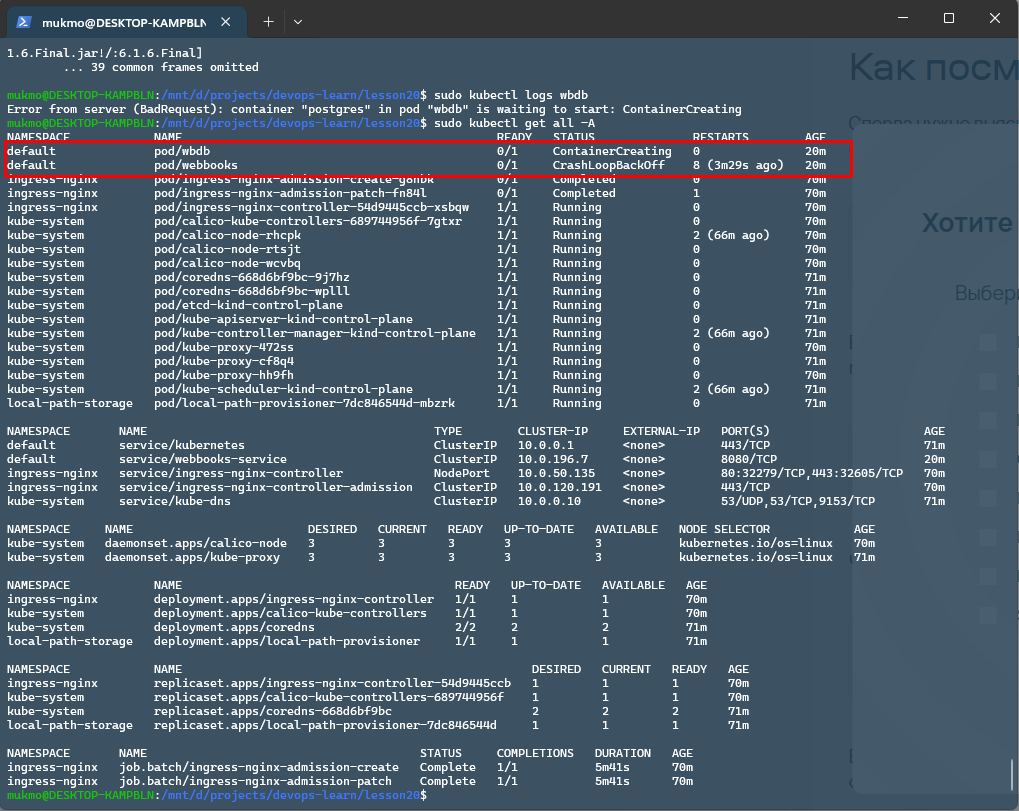 mukmo@DESKTOP-KAMPBLN
1.6.Final.jar!/:6.1.6.Final]
... 39 common frames omitted
mukmo@DESKTOP-KAMPBLN:/mnt/d/projects/devops-learn/lesson20$ sudo kubectl logs wbdb
Error from server (BadRequest): container "postgres" in pod "wbdb" is waiting to start: ContainerCreating
mukmo@DESKTOP-KAMPBLN:/mnt/d/projects/devops-learn/lesson20$ sudo kubectl get all -A
NAMESPACE NAME READY STATUS RESTARTS AGE
default pod/wbdb 0/1 ContainerCreating 0 20m
default pod/webbooks 0/1 CrashLoopBackOff 8 (3m29s ago) 20m
ingress-nginx pod/ingress-nginx-admission-create-g8nbk 0/1 Completed 0 70m
ingress-nginx pod/ingress-nginx-admission-patch-fn84l 0/1 Completed 1 70m
ingress-nginx pod/ingress-nginx-controller-54d9445ccb-xsbqw 1/1 Running 0 70m
kube-system pod/calico-kube-controllers-689744956f-7gtxr 1/1 Running 0 70m
kube-system pod/calico-node-rhcpk 1/1 Running 2 (66m ago) 70m
kube-system pod/calico-node-rtsjt 1/1 Running 0 70m
kube-system pod/calico-node-wcvbq 1/1 Running 0 70m
kube-system pod/coredns-668d6bf9bc-9j7hz 1/1 Running 0 71m
kube-system pod/coredns-668d6bf9bc-wplll 1/1 Running 0 71m
kube-system pod/etcd-kind-control-plane 1/1 Running 0 71m
kube-system pod/kube-apiserver-kind-control-plane 1/1 Running 0 71m
kube-system pod/kube-controller-manager-kind-control-plane 1/1 Running 2 (66m ago) 71m
kube-system pod/kube-proxy-472ss 1/1 Running 0 70m
kube-system pod/kube-proxy-cf8q4 1/1 Running 0 71m
kube-system pod/kube-proxy-hh9fh 1/1 Running 0 70m
kube-system pod/kube-scheduler-kind-control-plane 1/1 Running 2 (66m ago) 71m
local-path-storage pod/local-path-provisioner-7dc846544d-mbzrk 1/1 Running 0 71m
NAMESPACE NAME TYPE CLUSTER-IP EXTERNAL-IP PORT(S) AGE
default service/kubernetes ClusterIP 10.0.0.1 <none> 443/TCP 71m
default service/webbooks-service ClusterIP 10.0.196.7 <none> 8080/TCP 20m
ingress-nginx service/ingress-nginx-controller NodePort 10.0.50.135 <none> 80:32279/TCP,443:32605/TCP 70m
ingress-nginx service/ingress-nginx-controller-admission ClusterIP 10.0.120.191 <none> 443/TCP 70m
kube-system service/kube-dns ClusterIP 10.0.0.10 <none> 53/UDP,53/TCP,9153/TCP 71m
NAMESPACE NAME DESIRED CURRENT READY UP-TO-DATE AVAILABLE NODE SELECTOR AGE
kube-system daemonset.apps/calico-node 3 3 3 3 3 kubernetes.io/os=linux 70m
kube-system daemonset.apps/kube-proxy 3 3 3 3 3 kubernetes.io/os=linux 71m
NAMESPACE NAME READY UP-TO-DATE AVAILABLE AGE
ingress-nginx deployment.apps/ingress-nginx-controller 1/1 1 1 70m
kube-system deployment.apps/calico-kube-controllers 1/1 1 1 70m
kube-system deployment.apps/coredns 2/2 2 2 71m
local-path-storage deployment.apps/local-path-provisioner 1/1 1 1 71m
NAMESPACE NAME DESIRED CURRENT READY AGE
ingress-nginx replicaset.apps/ingress-nginx-controller-54d9445ccb 1 1 1 70m
kube-system replicaset.apps/calico-kube-controllers-689744956f 1 1 1 70m
kube-system replicaset.apps/coredns-668d6bf9bc 2 2 2 71m
local-path-storage replicaset.apps/local-path-provisioner-7dc846544d 1 1 1 71m
NAMESPACE NAME STATUS COMPLETIONS DURATION AGE
ingress-nginx job.batch/ingress-nginx-admission-create Complete 1/1 5m41s 70m
ingress-nginx job.batch/ingress-nginx-admission-patch Complete 1/1 5m41s 70m
mukmo@DESKTOP-KAMPBLN:/mnt/d/projects/devops-learn/lesson20$
Как посм
Хотите
Выбери